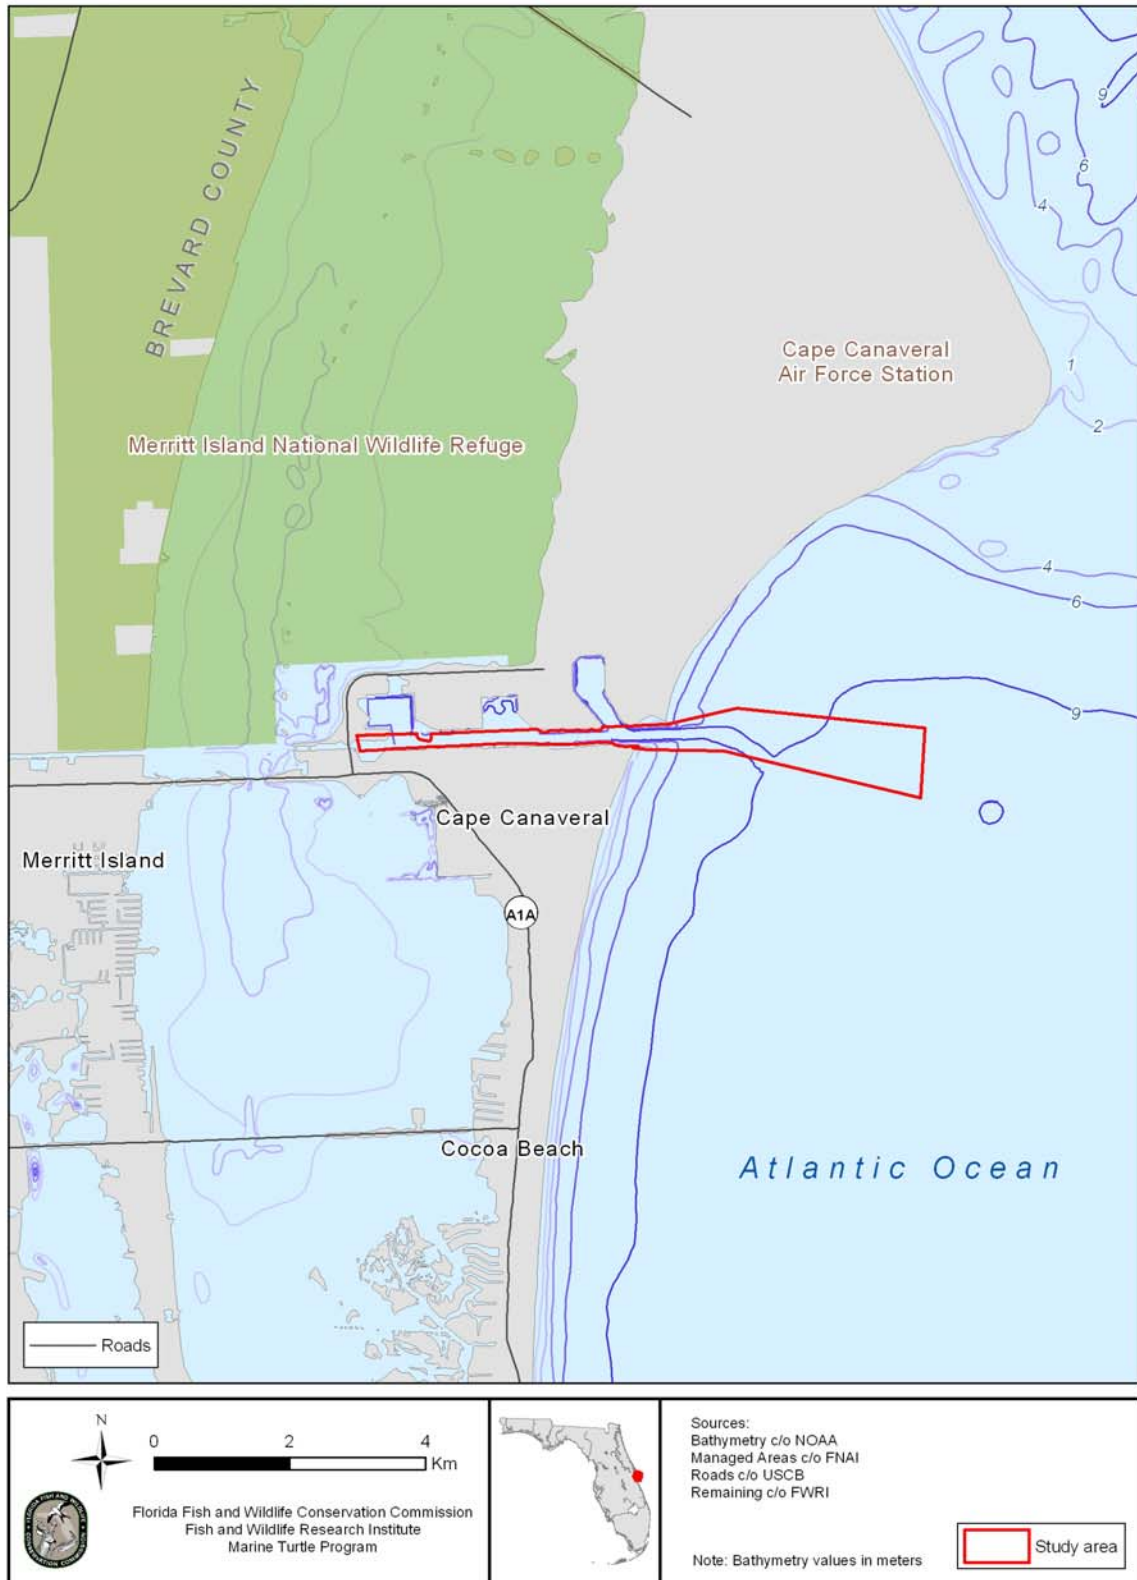 BREVARD COUNTY
9
6
4
Cape Canaveral
Air Force Station
1
2
Merritt Island National Wildlife Refuge
4
6
9
Cape Canaveral
Merritt Island
A1A
Cocoa Beach
Atlantic Ocean
Roads
N
0 2 4
Km
Florida Fish and Wildlife Conservation Commission
Fish and Wildlife Research Institute
Marine Turtle Program
Sources:
Bathymetry c/o NOAA
Managed Areas c/o FNAI
Roads c/o USCB
Remaining c/o FWRI
Note: Bathymetry values in meters
Study area